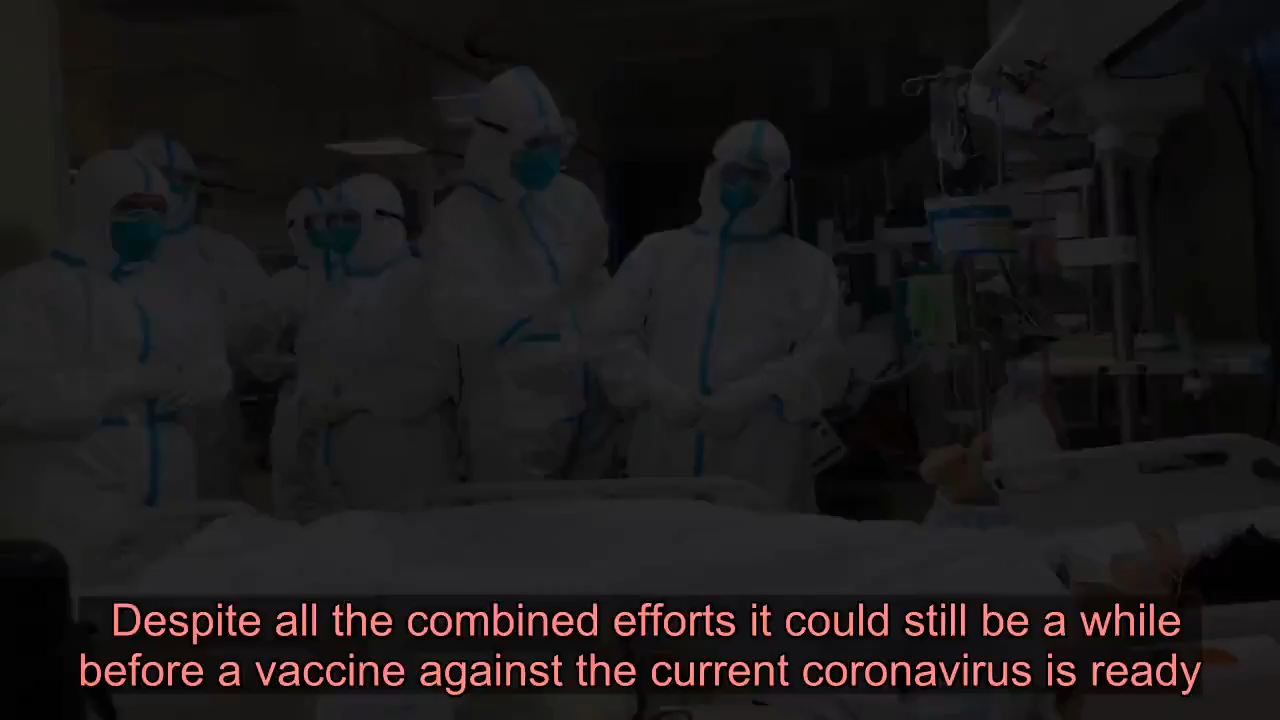 Despite all the combined efforts it could still be a while
before a vaccine against the current coronavirus is ready